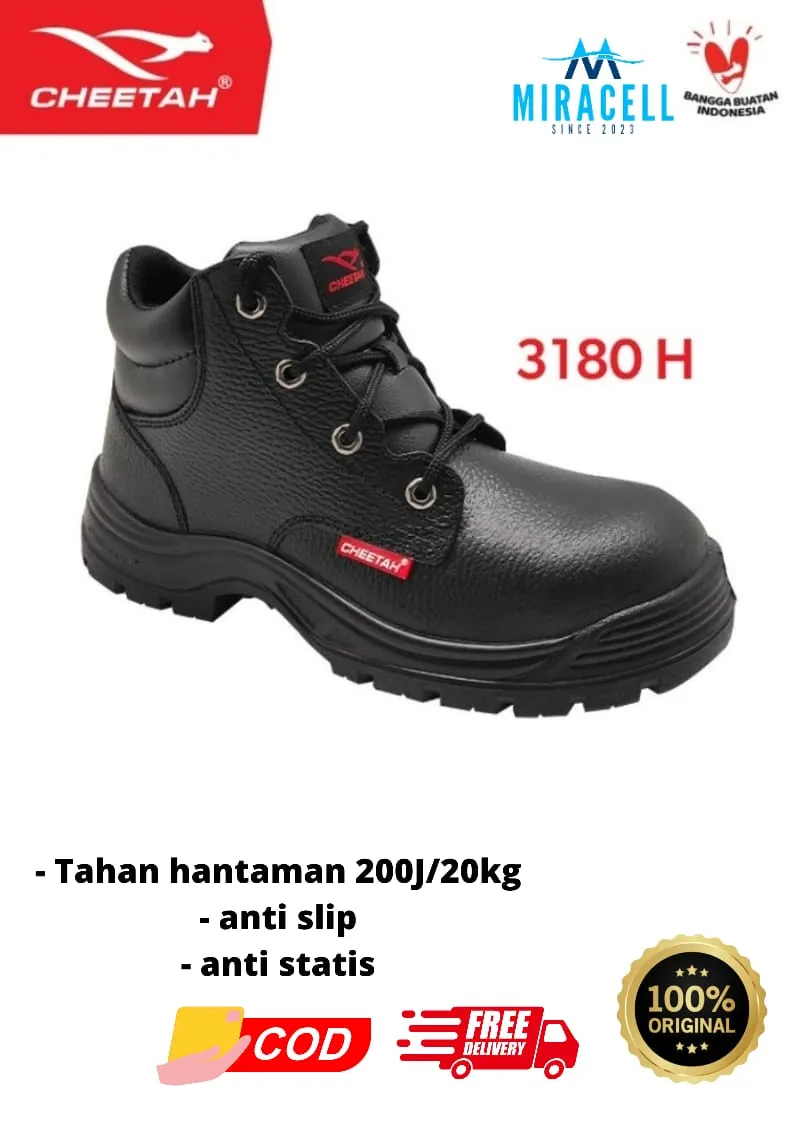 CHEETAH®
MIRACELL
SINCE 2023
BANGGA BUATAN
INDONESIA
CHEETAH
3180 H
CHEETAH®
- Tahan hantaman 200J/20kg
- anti slip
- anti statis
COD
FREE
DELIVERY
100%
ORIGINAL